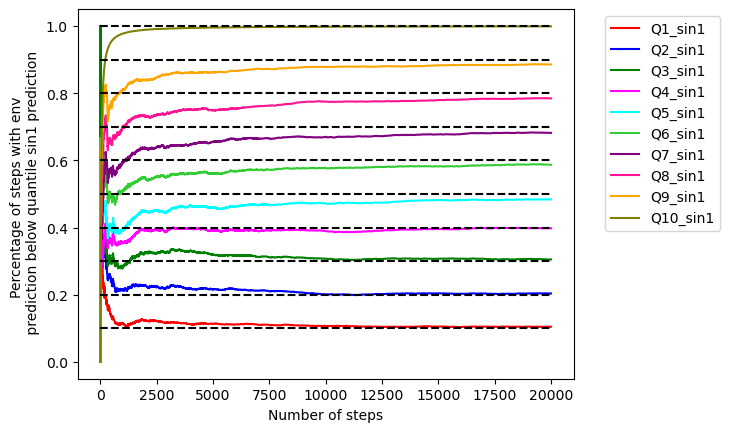 Percentage of steps with env
prediction below quantile sin1 prediction
1.0
0.8
0.6
0.4
0.2
0.0
0
2500
5000
7500
10000
12500
15000
17500
20000
Number of steps
Q1_sin1
Q2_sin1
Q3_sin1
Q4_sin1
Q5_sin1
Q6_sin1
Q7_sin1
Q8_sin1
Q9_sin1
Q10_sin1